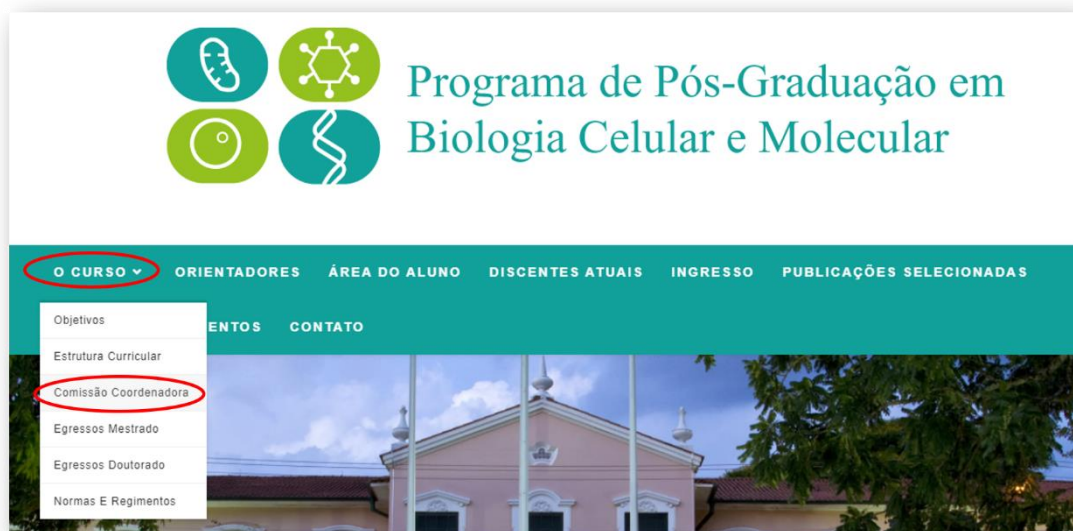 Programa de Pós-Graduação em
Biologia Celular e Molecular
O CURSO ORIENTADORES ÁREA DO ALUNO DISCENTES ATUAIS INGRESSO PUBLICAÇÕES SELECIONADAS
ENTOS CONTATO
Objetivos
Estrutura Curricular
Comissão Coordenadora
Egressos Mestrado
Egressos Doutorado
Normas E Regimentos